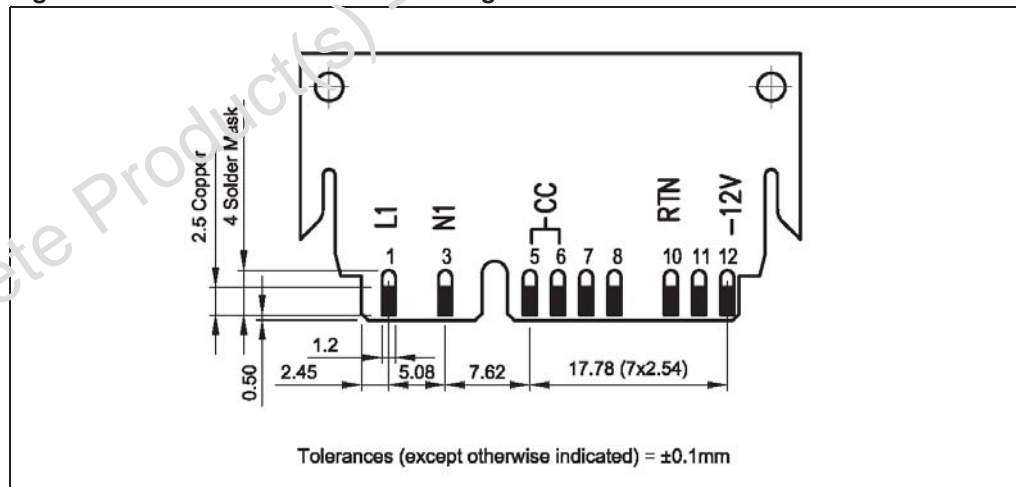 ete Product(s)
2.5 Copper
4 Solder Mask
L1
N1
CC
RTN
-12V
1
3
5
6
7
8
10
11
12
0.50
1.2
2.45
5.08
7.62
17.78 (7x2.54)
Tolerances (except otherwise indicated) = ±0.1mm